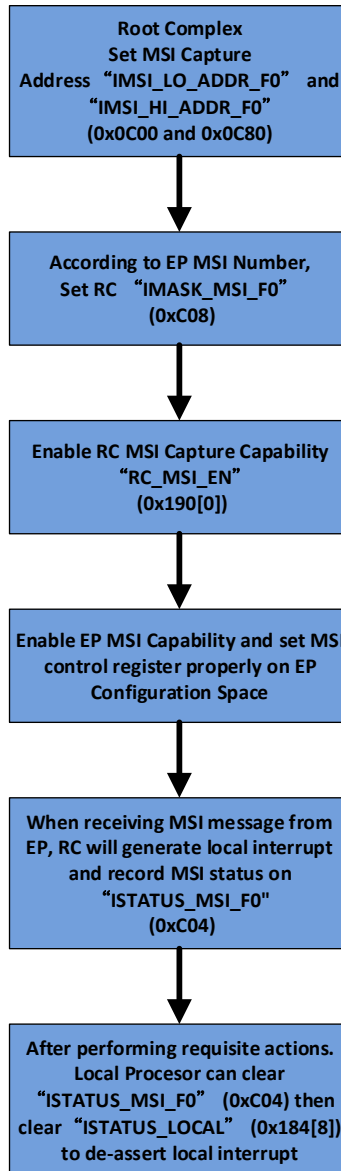 Root Complex
Set MSI Capture
Address “IMSI_LO_ADDR_F0” and
“IMSI_HI_ADDR_F0”
(0x0C00 and 0x0C80)
According to EP MSI Number,
Set RC “IMASK_MSI_F0”
(0xC08)
Enable RC MSI Capture Capability
“RC_MSI_EN”
(0x190[0])
Enable EP MSI Capability and set MSI
control register properly on EP
Configuration Space
When receiving MSI message from
EP, RC will generate local interrupt
and record MSI status on
“ISTATUS_MSI_F0"
(0xC04)
After performing requisite actions.
Local Procesor can clear
“ISTATUS_MSI_F0” (0xC04) then
clear “ISTATUS_LOCAL” (0x184[8])
to de-assert local interrupt